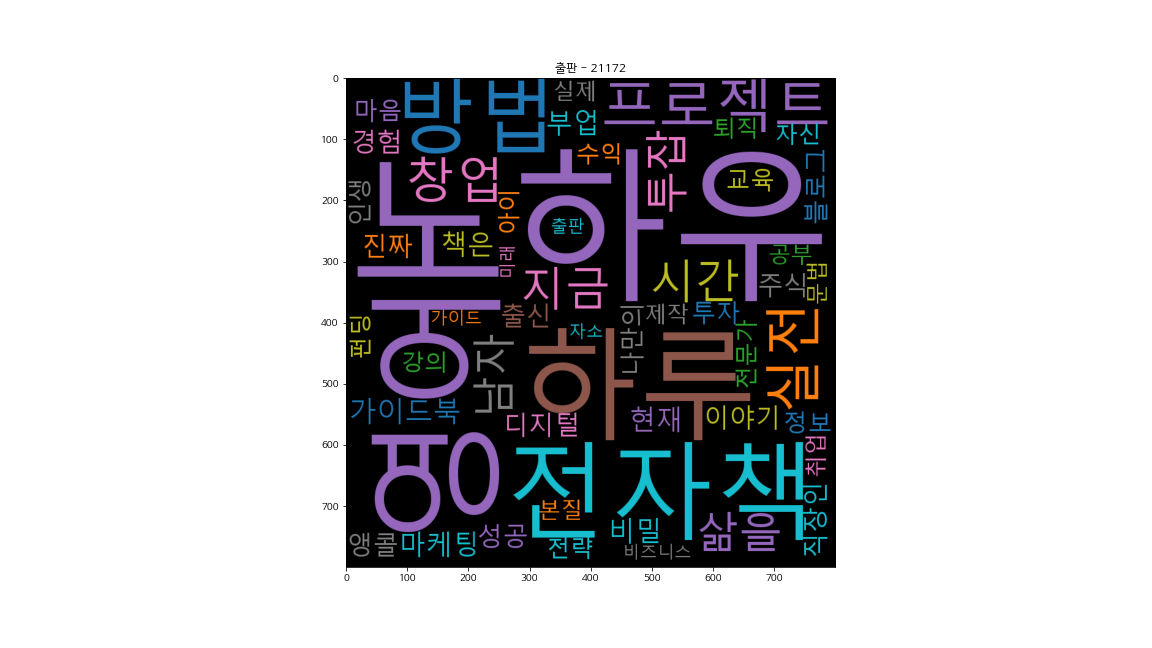 출판 - 21172
0
100
200
300
400
500
600
700
0
100
200
300
400
500
600
700
방법
실제
프로젝트
마음
부업
퇴직
자신
경험
수익
투잡
창업
노하우
교육
블로그
인생
아이
출판
진짜
책은
미래
공부
지금
시간
주식
문법
가이드
출신
나만의
제작
투자
실전
펀딩
자소
하루
전문가
강의
남자
가이드북
디지털
현재
이야기
정보
영
전자책
취업
본질
직장인
앵콜
마케팅
성공
전략
비밀
비즈니스
삶을